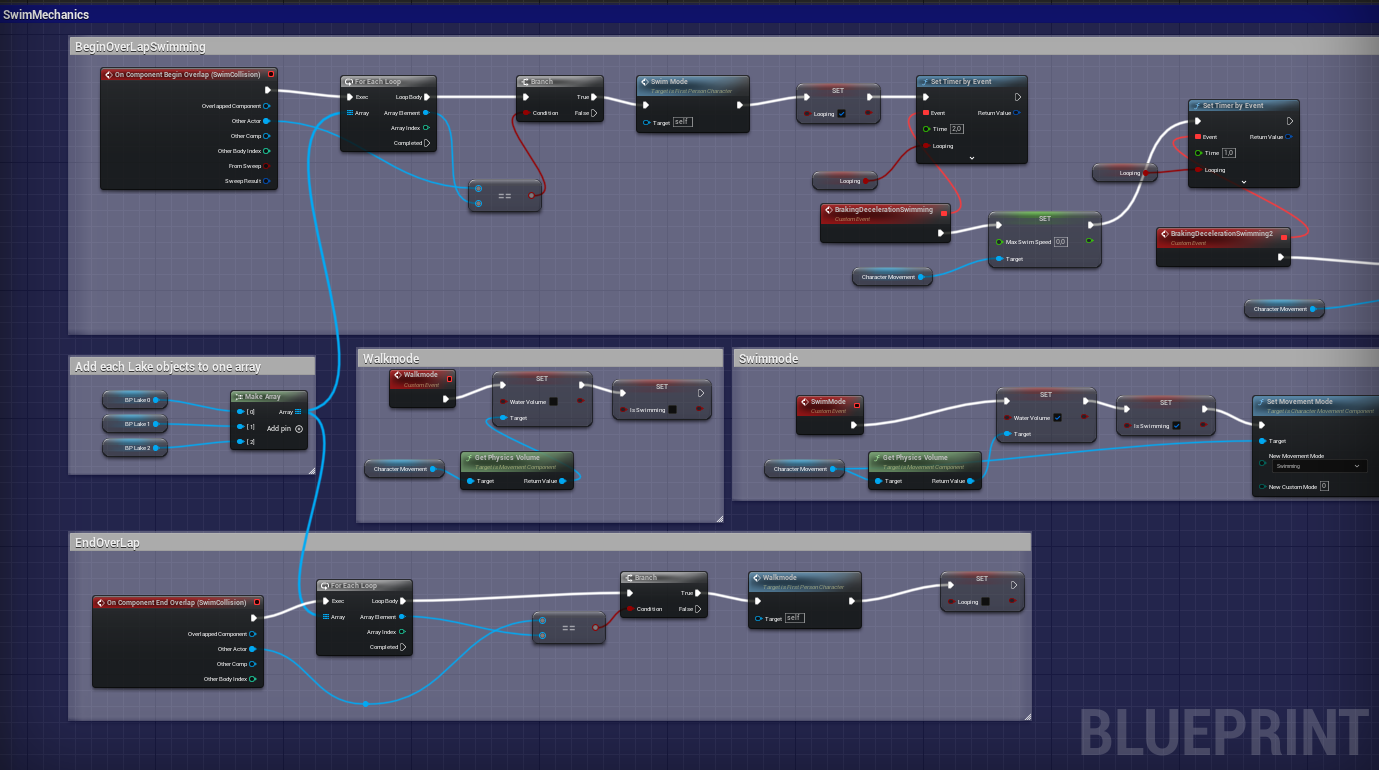 SwimMechanics
BeginOverLapSwimming
On Component Begin Overlap (SwimCollision)
Overlapped Component
Other Actor
Other Comp
Other Body Index
From Sweep
Sweep Result
For Each Loop
Exec
Loop Body
Array
Array Element
Array Index
Completed
Branch
True
Condition
False
==
Swim Mode
Target is First Person Character
Target
self
SET
Looping
Set Timer by Event
Event
Return Value
Time
2,0
Looping
Looping
BrakingDecelerationSwimming
Custom Event
SET
Max Swim Speed
0,0
Target
Character Movement
Set Timer by Event
Event
Return Value
Time
1,0
Looping
Looping
BrakingDecelerationSwimming2
Custom Event
Character Movement
Add each Lake objects to one array
BP Lake 0
BP Lake 1
BP Lake 2
Make Array
[0]
Array
[1]
Add pin
[2]
Walkmode
Walkmode
Custom Event
SET
Water Volume
Target
SET
Is Swimming
Character Movement
Get Physics Volume
Target is Movement Component
Target
Return Value
Swimmode
SwimMode
Custom Event
SET
Water Volume
Target
SET
Is Swimming
Character Movement
Get Physics Volume
Target is Movement Component
Target
Return Value
Set Movement Mode
Target is Character Movement Component
Target
New Movement Mode
Swimming
New Custom Mode
0
EndOverLap
On Component End Overlap (SwimCollision)
Overlapped Component
Other Actor
Other Comp
Other Body Index
For Each Loop
Exec
Loop Body
Array
Array Element
Array Index
Completed
==
Branch
True
Condition
False
Walkmode
Target is First Person Character
Target
self
SET
Looping
BLUEPRINT